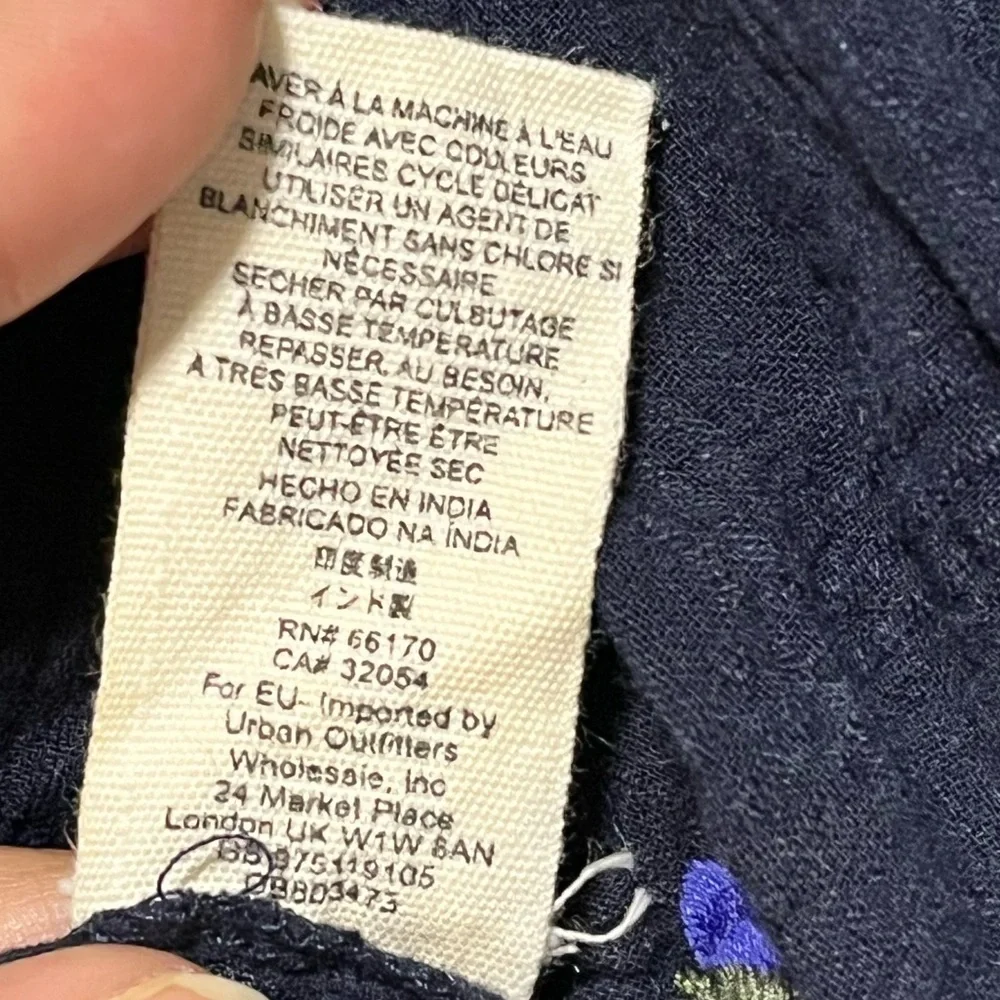 AVER À LA MACHINE À L'EAU
FROIDE AVEC COULEURS
SIMILAIRES CYCLE DÉLICAT
UTILISER UN AGENT DE
BLANCHIMENT SANS CHLORE SI
NÉCESSAIRE
SÉCHER PAR CULBUTAGE
À BASSE TEMPÉRATURE
REPASSER, AU BESOIN,
À TRÈS BASSE TEMPÉRATURE
PEUT-ÊTRE ÊTRE
NETTOYÉE SEC
HECHO EN INDIA
FABRICADO NA ÍNDIA
印度製造
インド製
RN# 66170
CA# 32054
For EU- Imported by
Urban Outfitters
Wholesale, Inc
24 Market Place
London UK W1W 8AN
GB 975119105